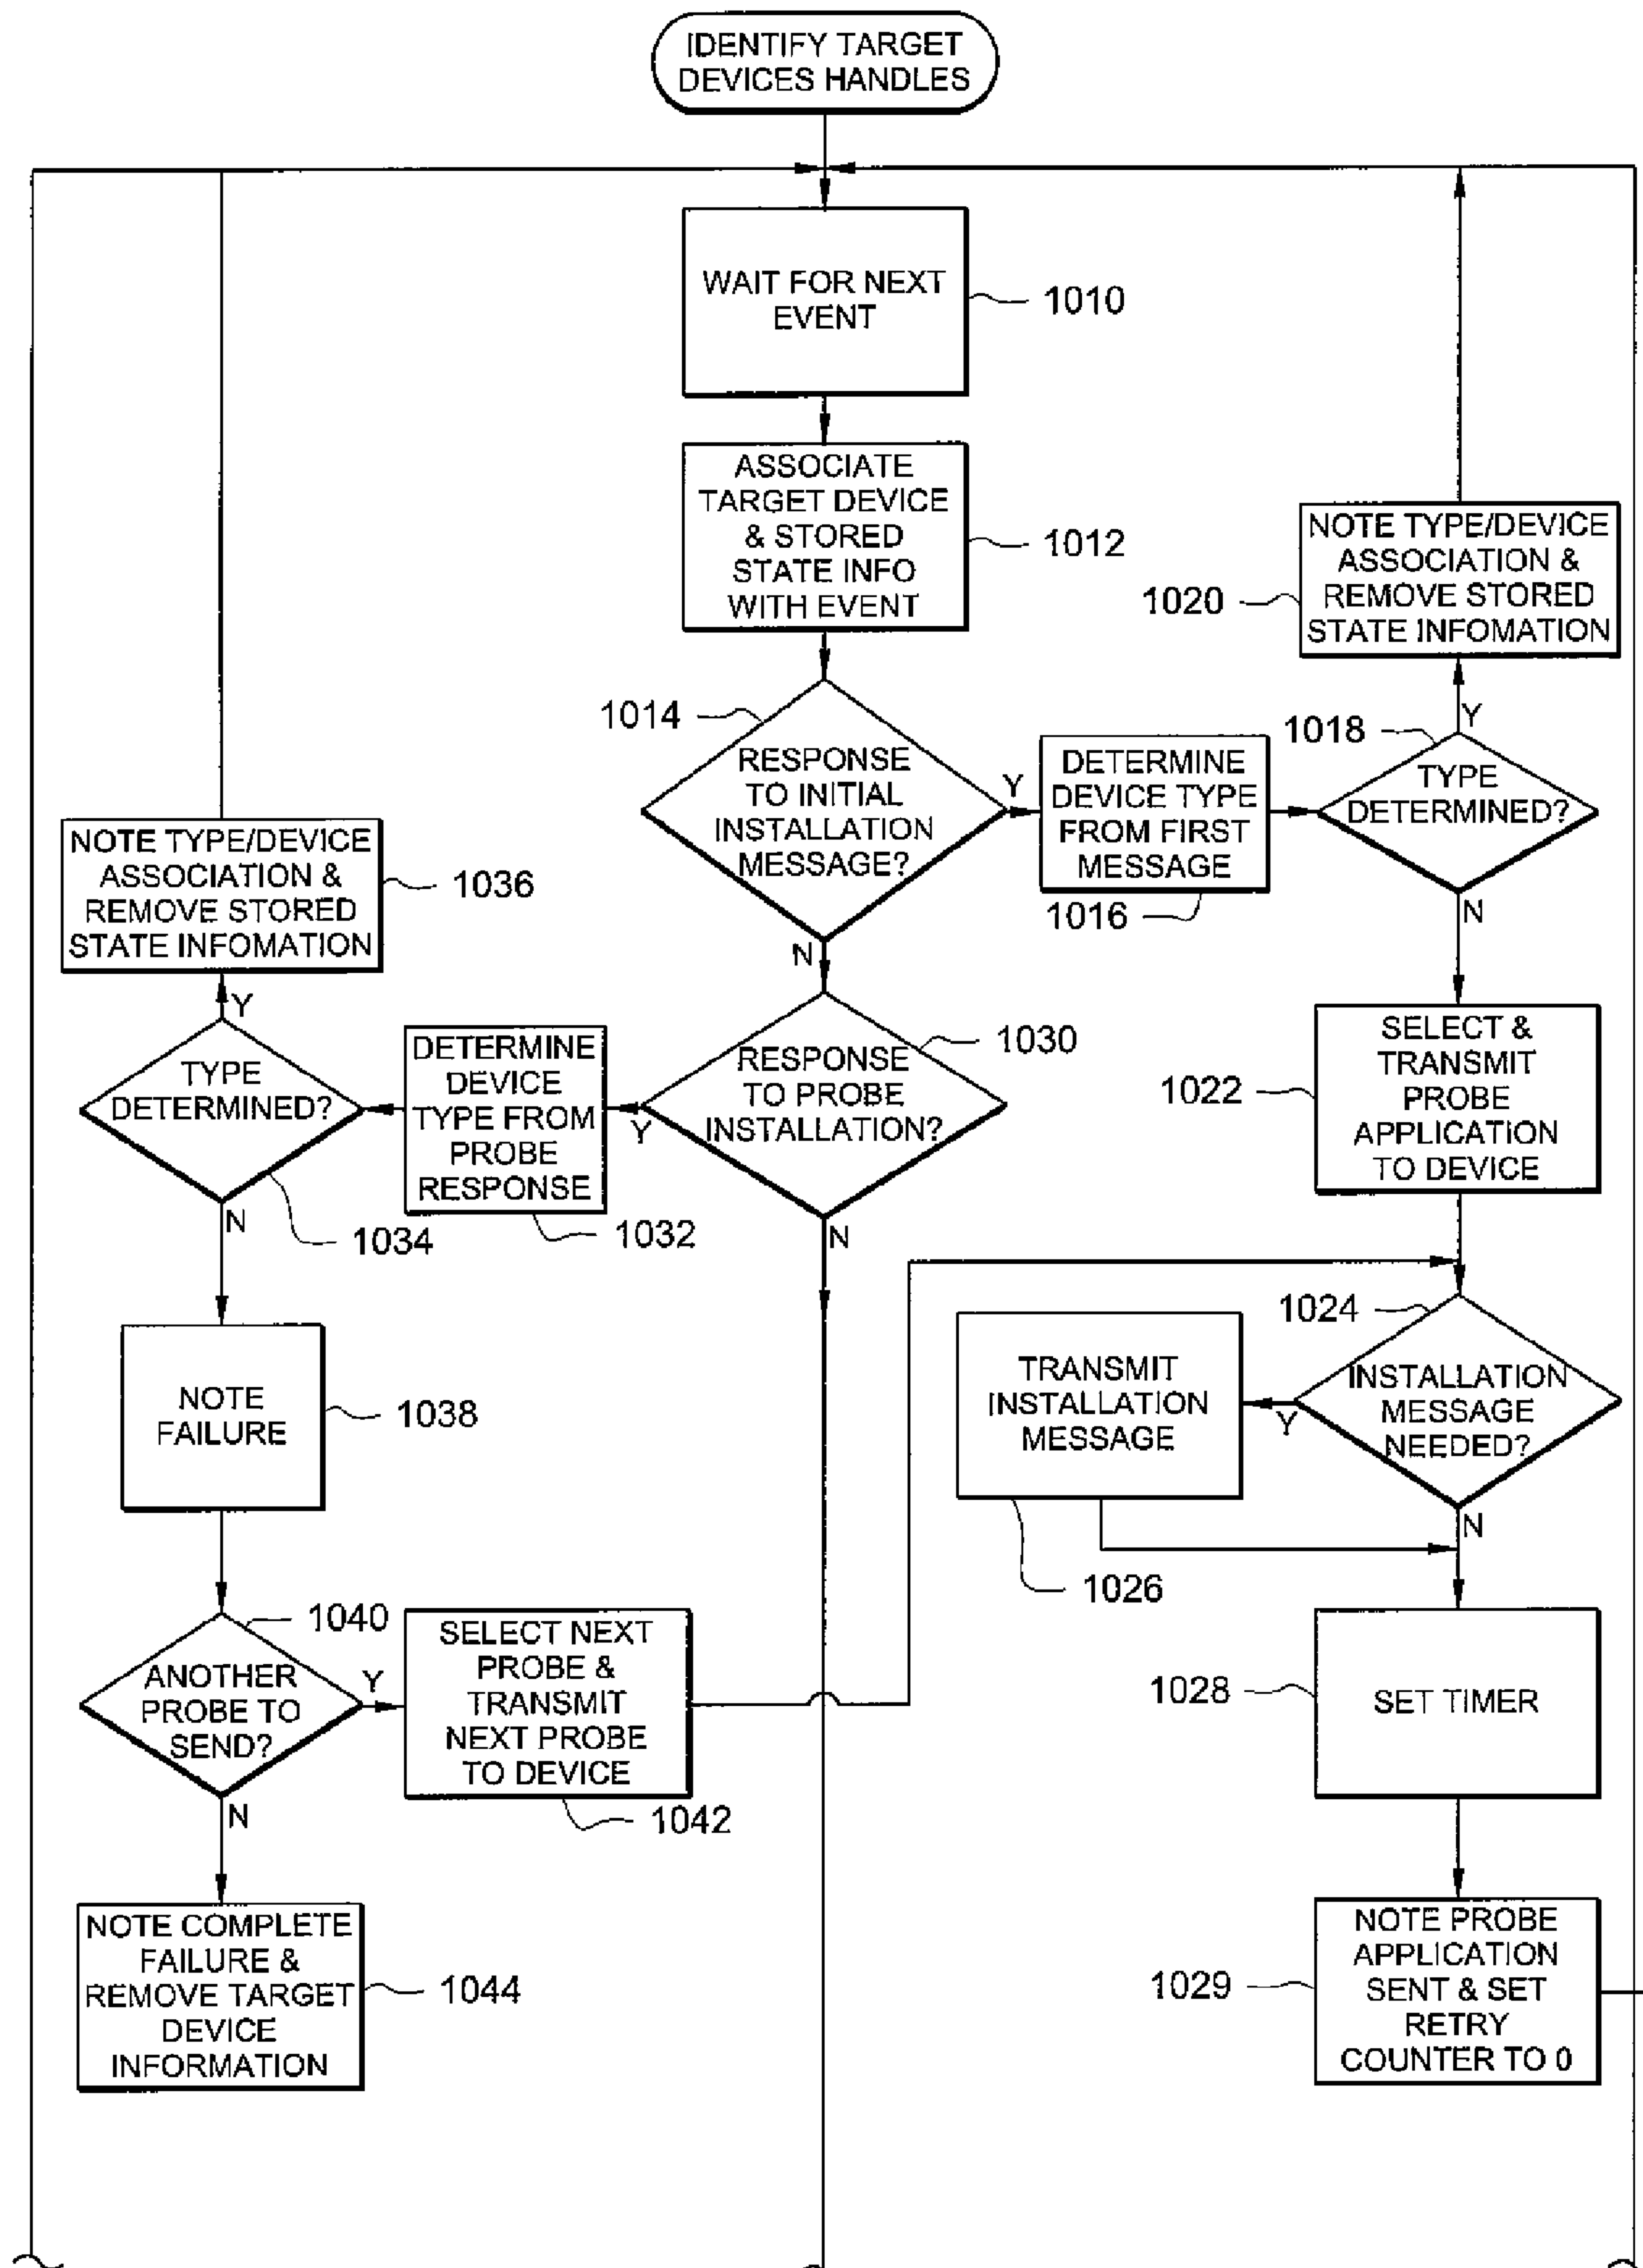 IDENTIFY TARGET
DEVICES HANDLES
WAIT FOR NEXT
EVENT
1010
ASSOCIATE
TARGET DEVICE
& STORED
STATE INFO
WITH EVENT
1012
NOTE TYPE/DEVICE
ASSOCIATION &
REMOVE STORED
STATE INFOMATION
1020
1014
RESPONSE
TO INITIAL
INSTALLATION
MESSAGE?
Y
N
DETERMINE
DEVICE TYPE
FROM FIRST
MESSAGE
1016
1018
TYPE
DETERMINED?
Y
N
NOTE TYPE/DEVICE
ASSOCIATION &
REMOVE STORED
STATE INFOMATION
1036
Y
TYPE
DETERMINED?
N
1034
DETERMINE
DEVICE
TYPE FROM
PROBE
RESPONSE
1032
1030
RESPONSE
TO PROBE
INSTALLATION?
Y
N
SELECT &
TRANSMIT
PROBE
APPLICATION
TO DEVICE
1022
1024
INSTALLATION
MESSAGE
NEEDED?
Y
N
TRANSMIT
INSTALLATION
MESSAGE
1026
NOTE
FAILURE
1038
1040
ANOTHER
PROBE TO
SEND?
Y
N
SELECT NEXT
PROBE &
TRANSMIT
NEXT PROBE
TO DEVICE
1042
SET TIMER
1028
NOTE COMPLETE
FAILURE &
REMOVE TARGET
DEVICE
INFORMATION
1044
NOTE PROBE
APPLICATION
SENT & SET
RETRY
COUNTER TO 0
1029